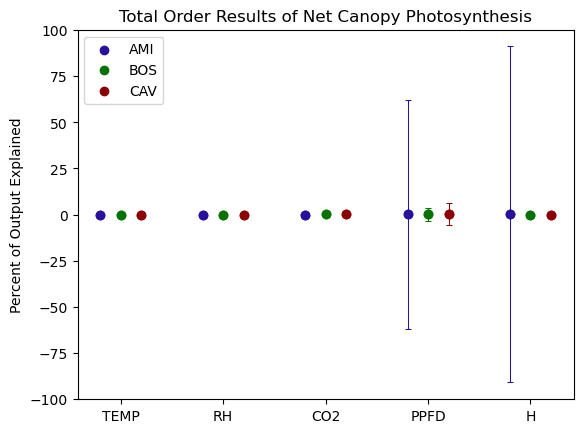 Total Order Results of Net Canopy Photosynthesis
Percent of Output Explained
100
75
50
25
0
−25
−50
−75
−100
AMI
BOS
CAV
TEMP RH CO2 PPFD H